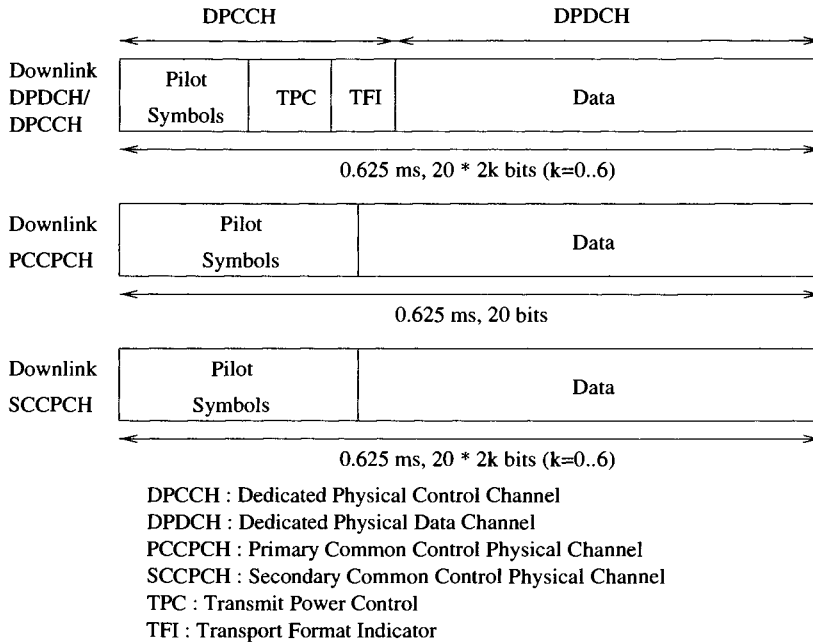 DPCCH DPDCH
Downlink
DPDCH/
DPCCH
Pilot
Symbols
TPC
TFI
Data
0.625 ms, 20 * 2k bits (k=0..6)
Downlink
PCCPCH
Pilot
Symbols
Data
0.625 ms, 20 bits
Downlink
SCCPCH
Pilot
Symbols
Data
0.625 ms, 20 * 2k bits (k=0..6)
DPCCH : Dedicated Physical Control Channel
DPDCH : Dedicated Physical Data Channel
PCCPCH : Primary Common Control Physical Channel
SCCPCH : Secondary Common Control Physical Channel
TPC : Transmit Power Control
TFI : Transport Format Indicator